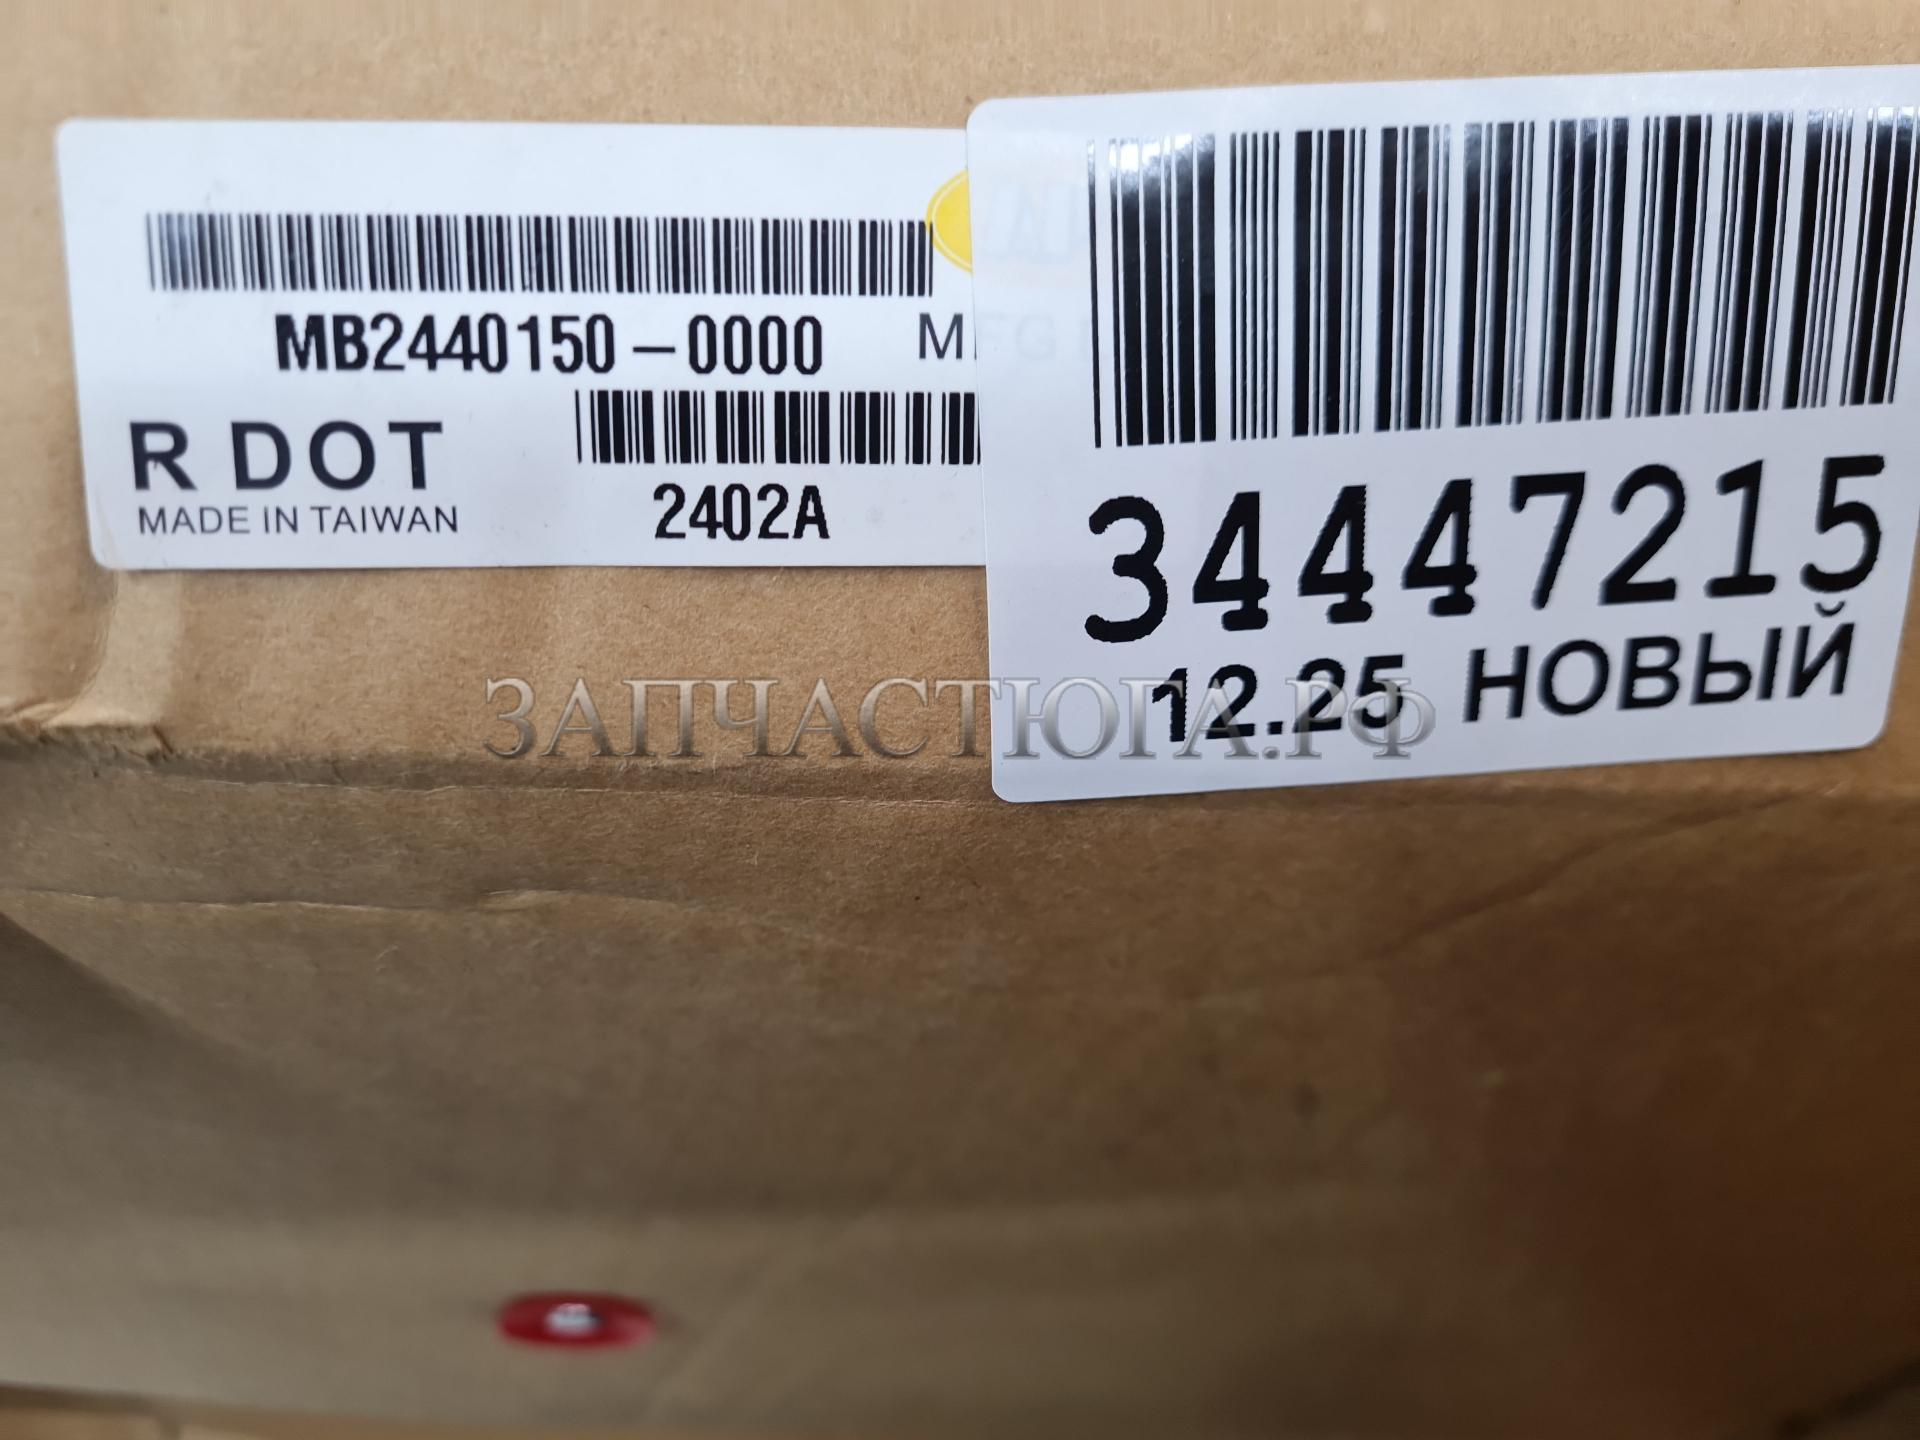 MB2440150-0000
R DOT
MADE IN TAIWAN
2402A
34447215
12.25 НОВЫЙ
ЗАПЧАСТЮГА.РФ